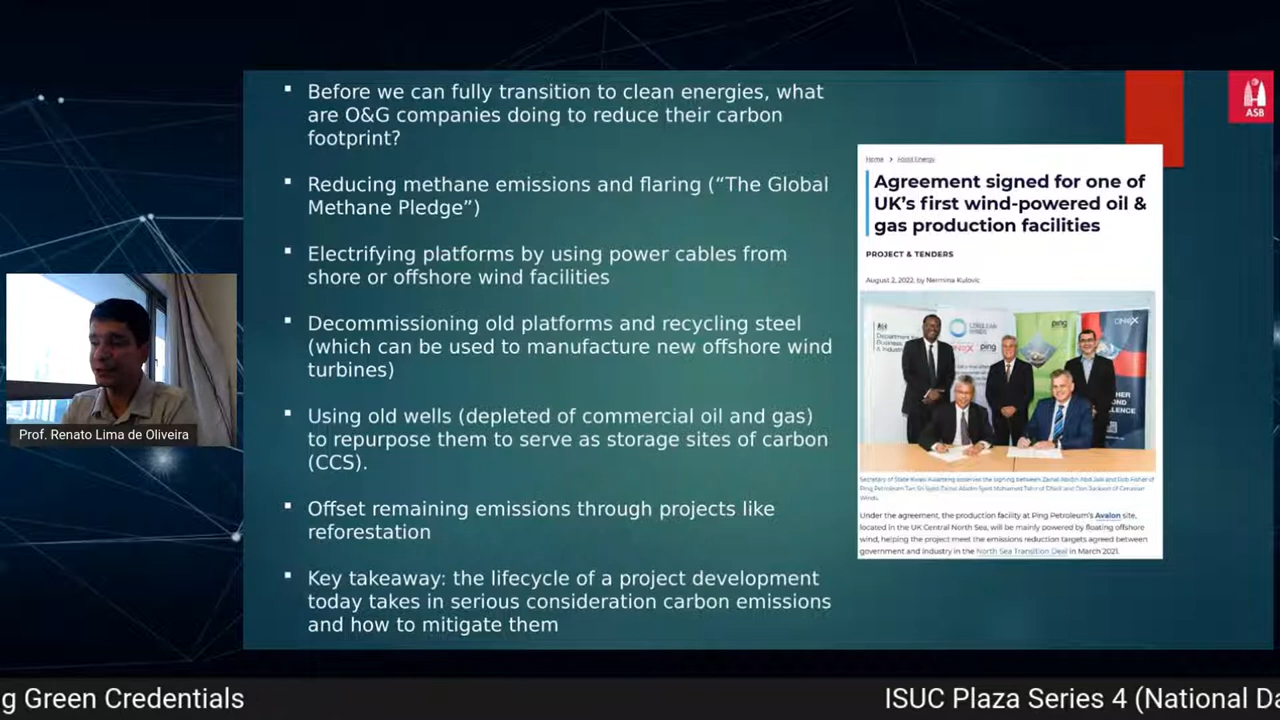 ▪ Before we can fully transition to clean energies, what
are O&G companies doing to reduce their carbon
footprint?
▪ Reducing methane emissions and flaring (“The Global
Methane Pledge”)
▪ Electrifying platforms by using power cables from
shore or offshore wind facilities
▪ Decommissioning old platforms and recycling steel
(which can be used to manufacture new offshore wind
turbines)
▪ Using old wells (depleted of commercial oil and gas)
to repurpose them to serve as storage sites of carbon
(CCS).
▪ Offset remaining emissions through projects like
reforestation
▪ Key takeaway: the lifecycle of a project development
today takes in serious consideration carbon emissions
and how to mitigate them
ASB
Home > Fossil Energy
Agreement signed for one of
UK’s first wind-powered oil &
gas production facilities
PROJECT & TENDERS
August 2, 2022, by Nermina Kulovic
Department for
Business
& Industri
ping
ping
Under the agreement, the production facility at Ping Petroleum’s Avalon site,
located in the UK Central North Sea, will be mainly powered by floating offshore
wind, helping the project meet the emissions reduction targets agreed between
government and industry in the North Sea Transition Deal in March 2021.
Prof. Renato Lima de Oliveira
g Green Credentials
ISUC Plaza Series 4 (National Da